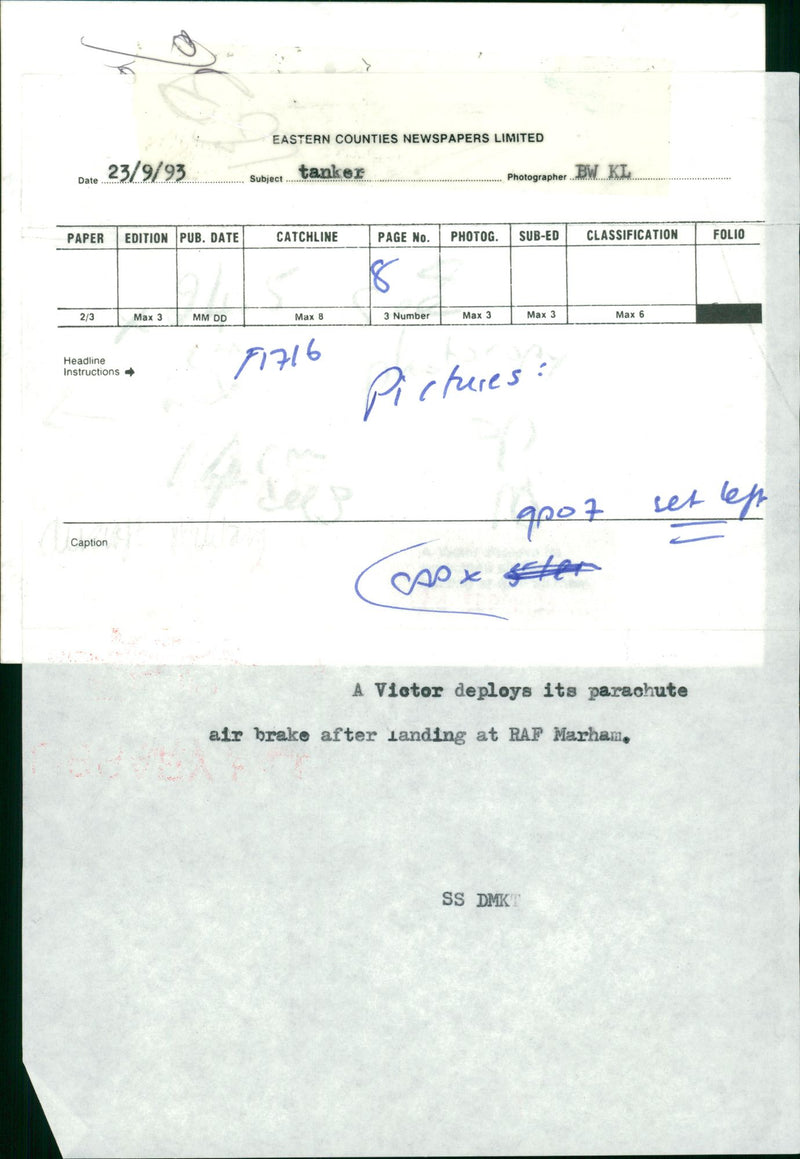 EASTERN COUNTIES NEWSPAPERS LIMITED
Date 23/9/93 Subject tanker Photographer BW KL
PAPER EDITION PUB. DATE CATCHLINE PAGE No. PHOTOG. SUB-ED CLASSIFICATION FOLIO
8
2/3 Max 3 MM DD Max 8 3 Number Max 3 Max 3 Max 6
Headline
Instructions
F1716
Pictures:
set left
Caption
A Victor deploys its parachute
air brake after landing at RAF Marham.
SS DMKT